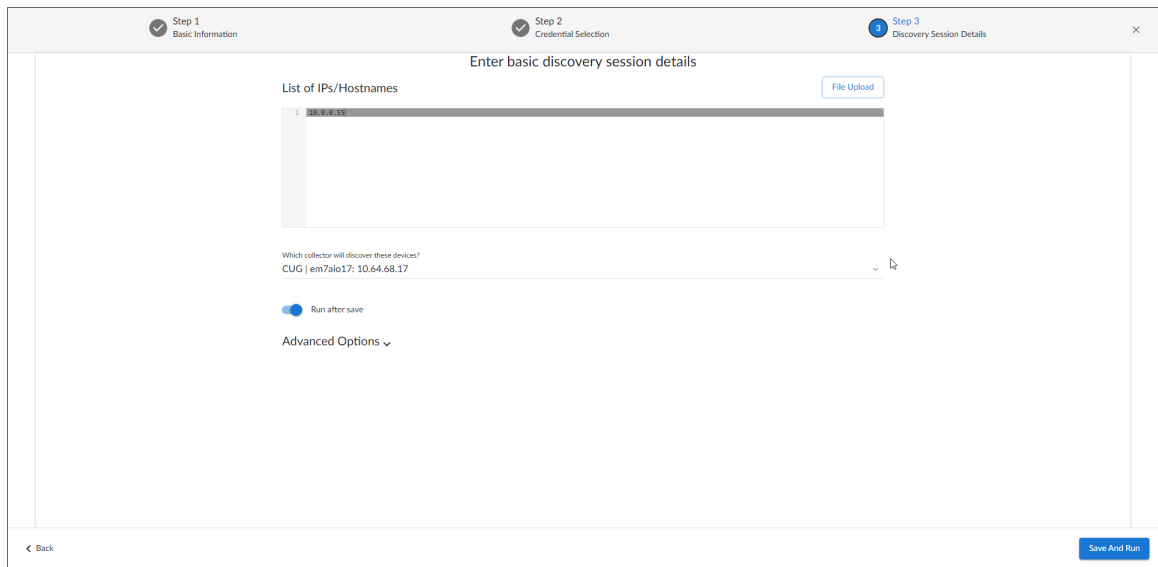 Step 1
Basic Information
Step 2
Credential Selection
3
Step 3
Discovery Session Details
Enter basic discovery session details
List of IPs/Hostnames
File Upload
1 10.0.0.55
Which collector will discover these devices?
CUG | em7aio17: 10.64.68.17
Run after save
Advanced Options
Back
Save And Run